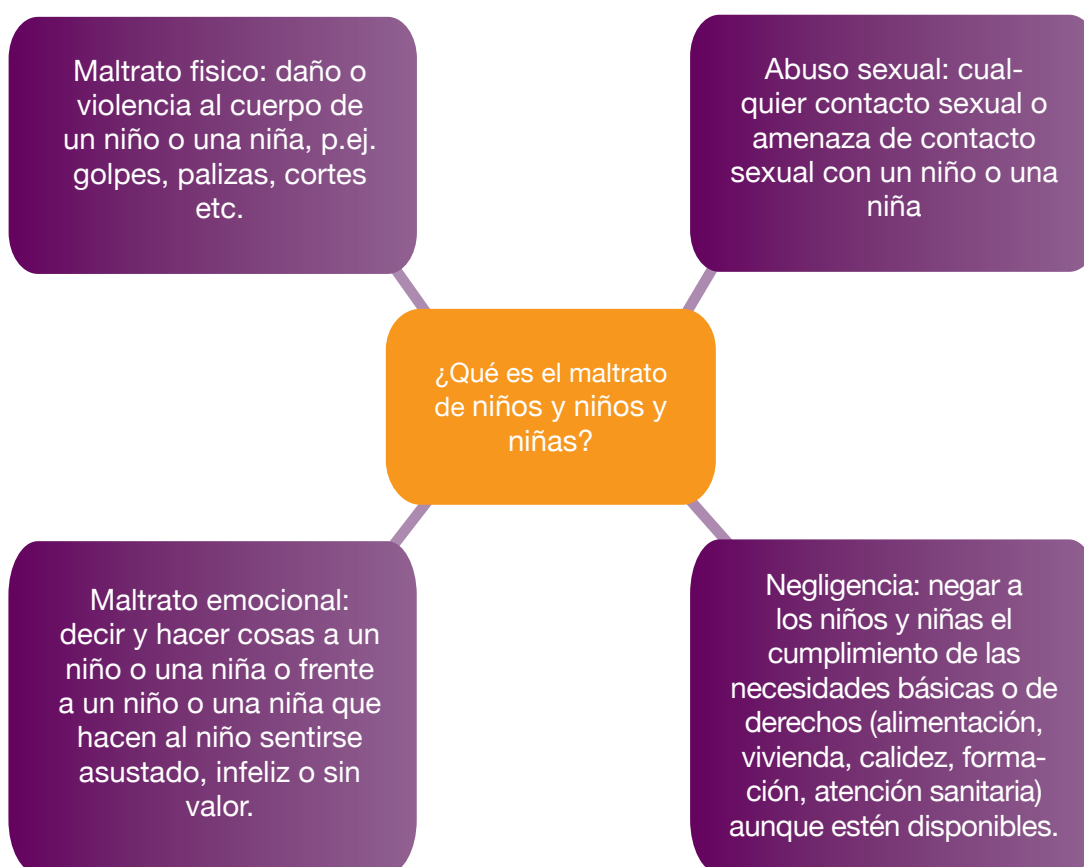 Maltrato fisico: daño o
violencia al cuerpo de
un niño o una niña, p.ej.
golpes, palizas, cortes
etc.
Abuso sexual: cual-
quier contacto sexual o
amenaza de contacto
sexual con un niño o una
niña
¿Qué es el maltrato
de niños y niños y
niñas?
Maltrato emocional:
decir y hacer cosas a un
niño o una niña o frente
a un niño o una niña que
hacen al niño sentirse
asustado, infeliz o sin
valor.
Negligencia: negar a
los niños y niñas el
cumplimiento de las
necesidades básicas o de
derechos (alimentación,
vivienda, calidez, forma-
ción, atención sanitaria)
aunque estén disponibles.